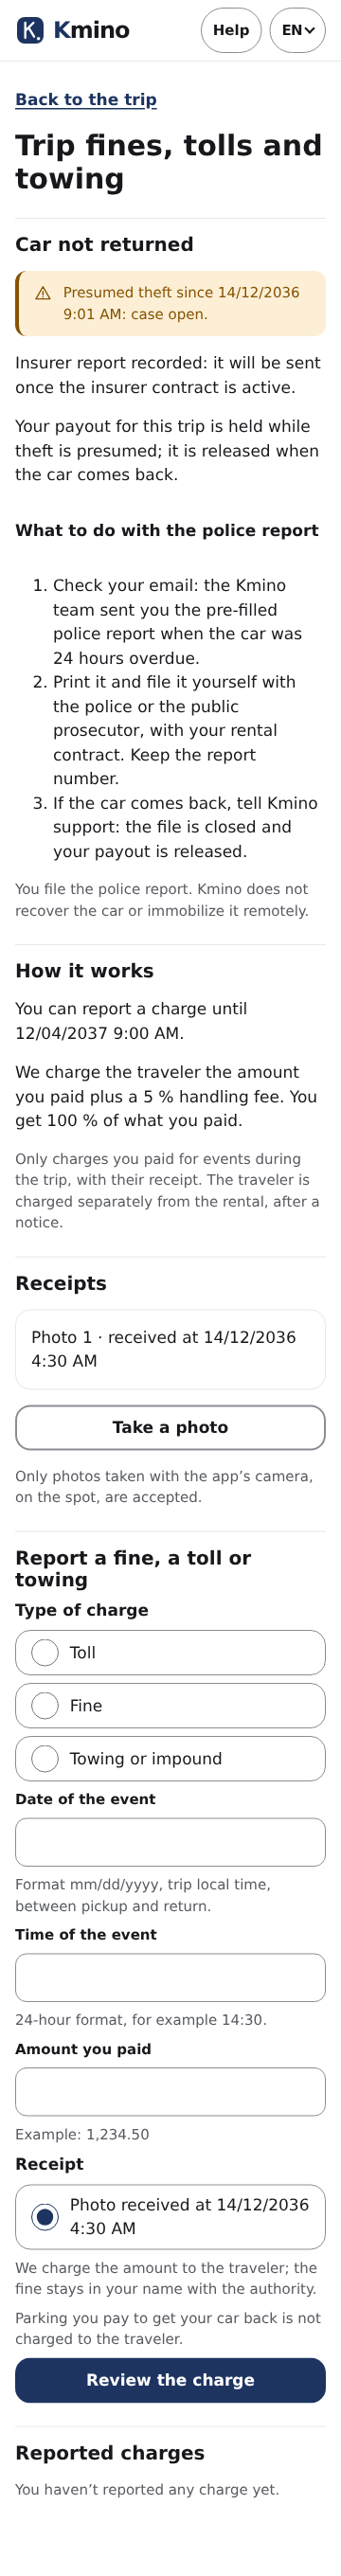 Kmino
Help
EN
Back to the trip
Trip fines, tolls and
towing
Car not returned
Presumed theft since 14/12/2036
9:01 AM: case open.
Insurer report recorded: it will be sent
once the insurer contract is active.
Your payout for this trip is held while
theft is presumed; it is released when
the car comes back.
What to do with the police report
1. Check your email: the Kmino
team sent you the pre-filled
police report when the car was
24 hours overdue.
2. Print it and file it yourself with
the police or the public
prosecutor, with your rental
contract. Keep the report
number.
3. If the car comes back, tell Kmino
support: the file is closed and
your payout is released.
You file the police report. Kmino does not
recover the car or immobilize it remotely.
How it works
You can report a charge until
12/04/2037 9:00 AM.
We charge the traveler the amount
you paid plus a 5 % handling fee. You
get 100 % of what you paid.
Only charges you paid for events during
the trip, with their receipt. The traveler is
charged separately from the rental, after a
notice.
Receipts
Photo 1 · received at 14/12/2036
4:30 AM
Take a photo
Only photos taken with the app’s camera,
on the spot, are accepted.
Report a fine, a toll or
towing
Type of charge
Toll
Fine
Towing or impound
Date of the event
Format mm/dd/yyyy, trip local time,
between pickup and return.
Time of the event
24-hour format, for example 14:30.
Amount you paid
Example: 1,234.50
Receipt
Photo received at 14/12/2036
4:30 AM
We charge the amount to the traveler; the
fine stays in your name with the authority.
Parking you pay to get your car back is not
charged to the traveler.
Review the charge
Reported charges
You haven’t reported any charge yet.